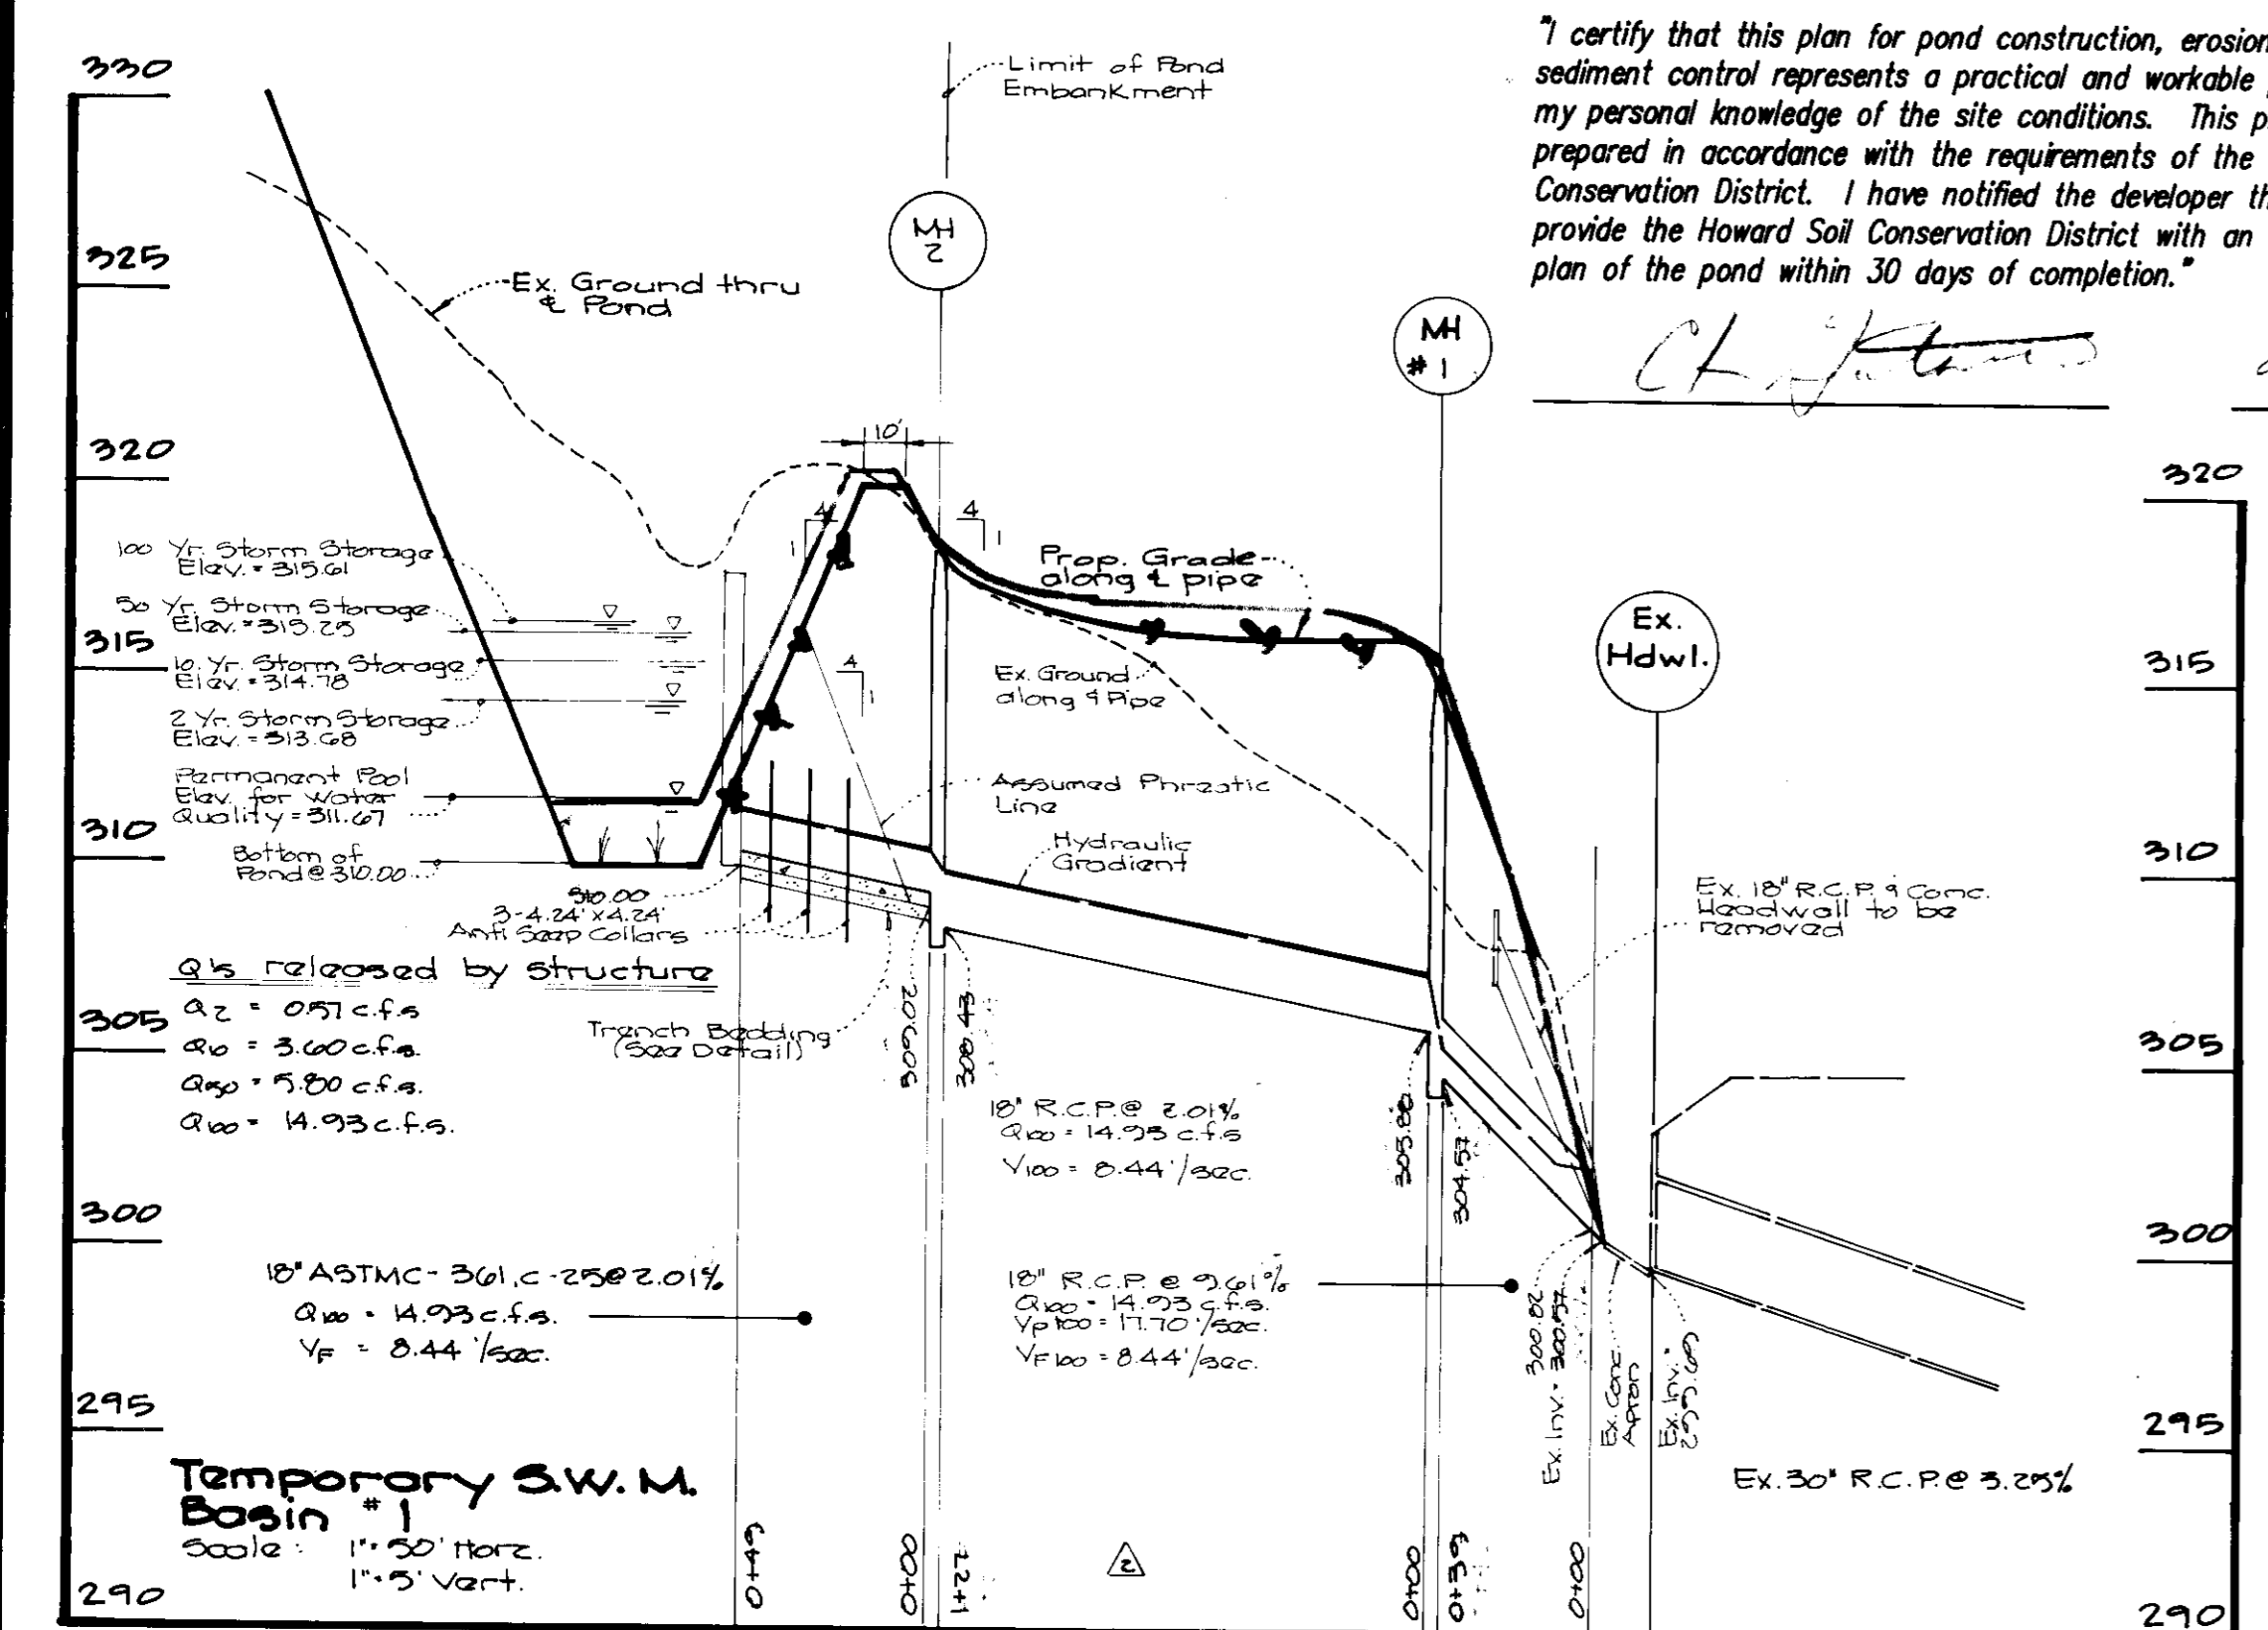 "I certify that this plan for pond construction, erosion
sediment control represents a practical and workable
my personal knowledge of the site conditions. This
prepared in accordance with the requirements of the
Conservation District. I have notified the developer
provide the Howard Soil Conservation District with an
plan of the pond within 30 days of completion."
330
325
320
315
310
305
300
295
290
Limit of Pond
Embankment
MH
2
Ex. Ground thru
℄ Pond
MH
# 1
10'
4
1
4
1
4
1
100 Yr. Storm Storage
Elev. = 315.61
50 Yr. Storm Storage
Elev. = 315.25
10 Yr. Storm Storage
Elev. = 314.78
2 Yr. Storm Storage
Elev. = 313.68
Permanent Pool
Elev. for Water
Quality = 311.67
Bottom of
Pond @ 310.00
310.00
3-4.24' x 4.24'
Anti Seep Collars
Prop. Grade
along ℄ pipe
Ex. Ground
along ℄ Pipe
Assumed Phreatic
Line
Hydraulic
Gradient
Ex.
Hdwl.
Ex. 18" R.C.P. & Conc.
Headwall to be
removed
Q's released by structure
Q2 = 0.57 c.f.s
Q10 = 3.60 c.f.s.
Q50 = 5.80 c.f.s.
Q100 = 14.93 c.f.s.
Trench Bedding
(See Detail)
309.02
308.43
18" R.C.P. @ 2.01%
Q100 = 14.93 c.f.s
V100 = 8.44 '/sec.
305.88
304.57
18" ASTM C-361, C-25 @ 2.01%
Q100 = 14.93 c.f.s.
VF = 8.44 '/sec.
18" R.C.P. @ 9.61%
Q100 = 14.93 c.f.s.
Vp100 = 17.70 '/sec.
VF100 = 8.44 '/sec.
300.82
Ex. Inv. = 300.57
Ex. Conc.
Apron
Ex. Inv. =
299.69
Ex. 30" R.C.P. @ 3.25%
Temporary S.W.M.
Basin #1
Scale: 1" = 50' Horz.
1" = 5' Vert.
0+49
0+00
1+22
2
0+00
0+39
0+00
320
315
310
305
300
295
290